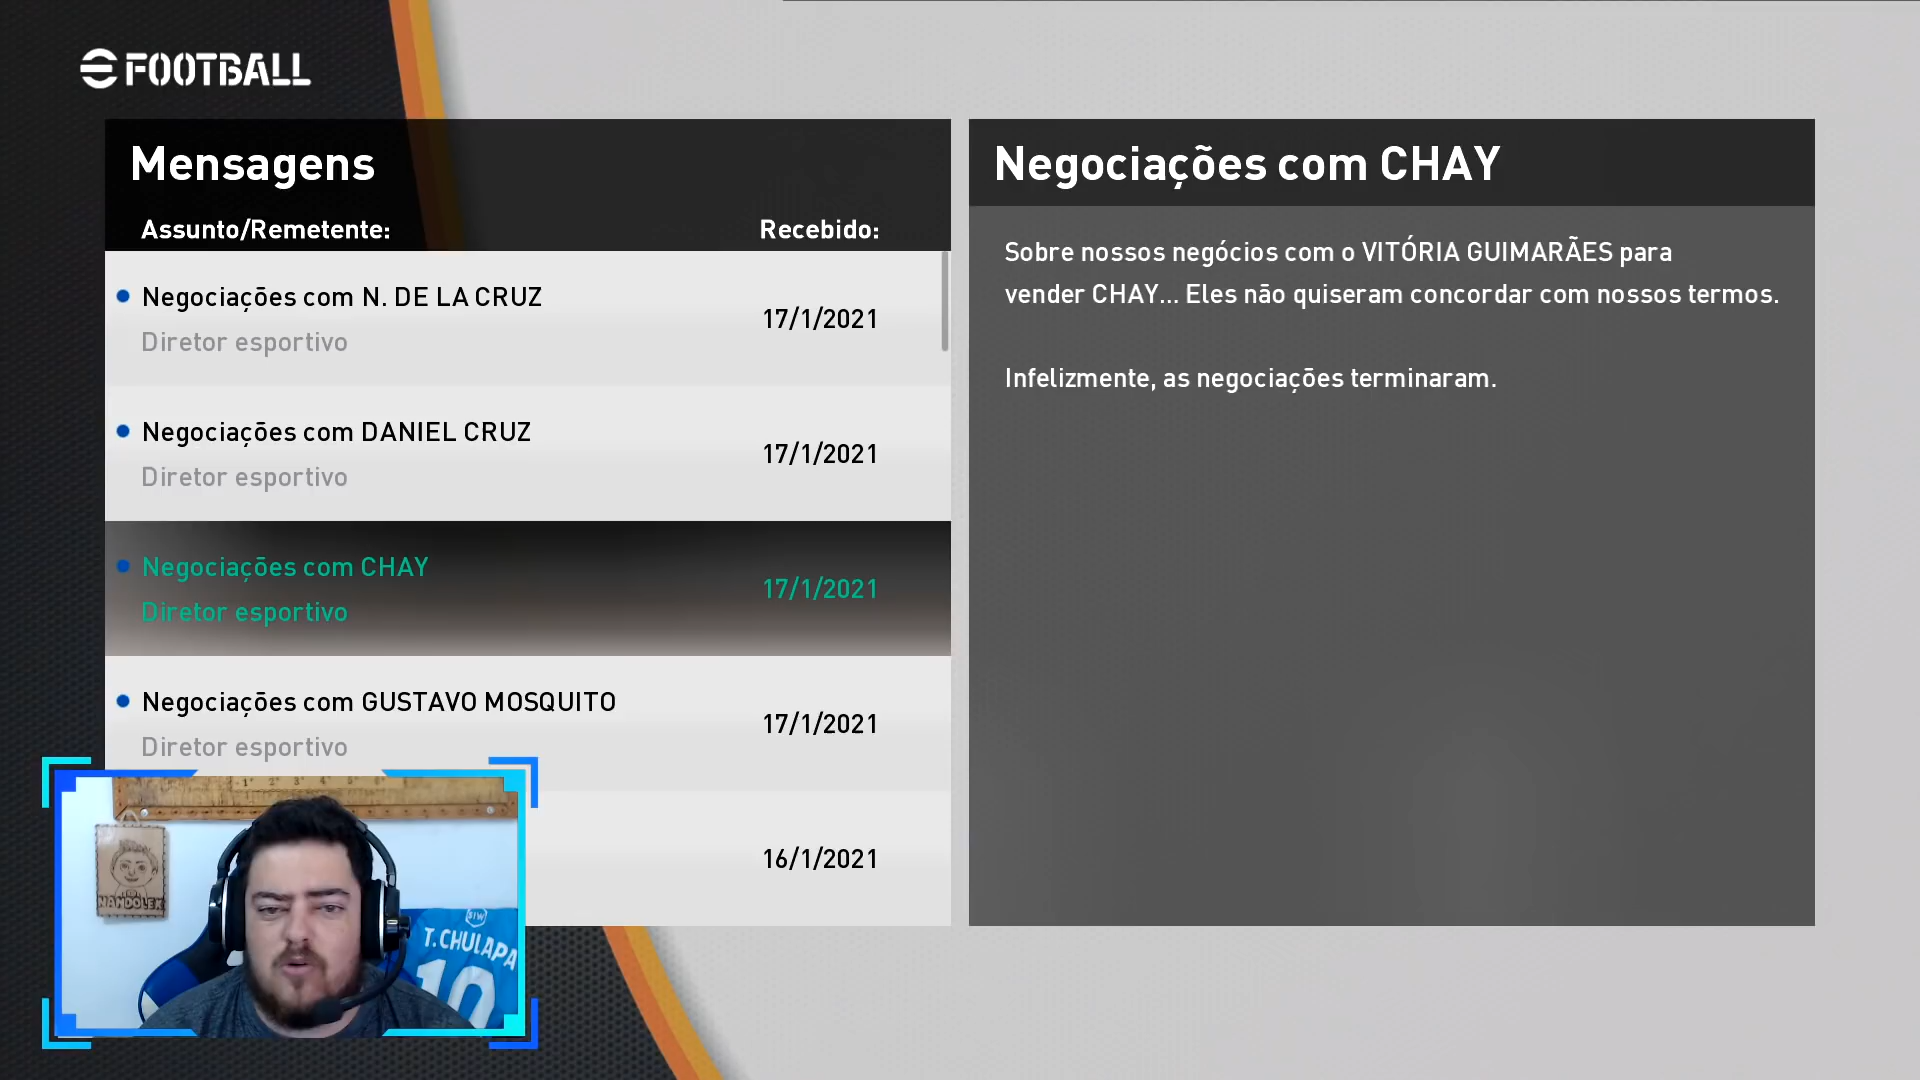 FOOTBALL
Mensagens
Assunto/Remetente:
Recebido:
Negociações com N. DE LA CRUZ
Diretor esportivo
17/1/2021
Negociações com DANIEL CRUZ
Diretor esportivo
17/1/2021
Negociações com CHAY
Diretor esportivo
17/1/2021
Negociações com GUSTAVO MOSQUITO
Diretor esportivo
17/1/2021
16/1/2021
Negociações com CHAY
Sobre nossos negócios com o VITÓRIA GUIMARÃES para
vender CHAY... Eles não quiseram concordar com nossos termos.
Infelizmente, as negociações terminaram.
NANDOLEK
SIW
T.CHULAPA
10